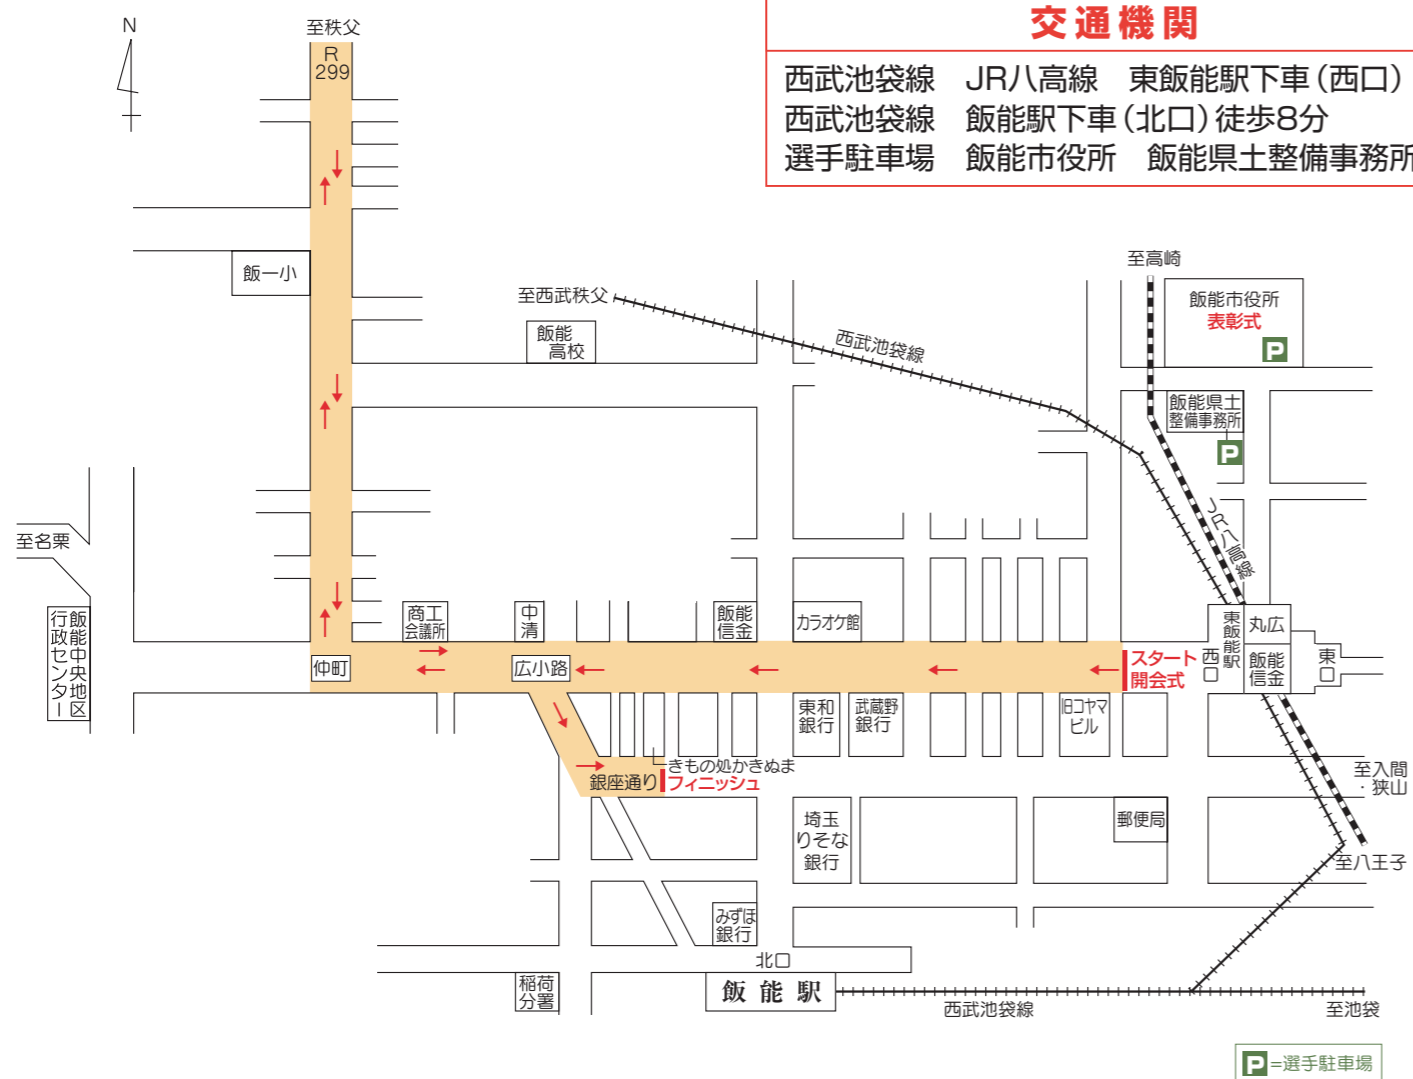 交通機関
西武池袋線 JR八高線 東飯能駅下車(西口)
西武池袋線 飯能駅下車(北口)徒歩8分
選手駐車場 飯能市役所 飯能県土整備事務所
N
至秩父
R
299
飯一小
至西武秩父
飯能
高校
西武池袋線
至高崎
飯能市役所
表彰式
P
飯能県土
整備事務所
P
JR八高線
至名栗
飯能中央地区
行政センター
商工
会議所
中清
飯能
信金
カラオケ館
仲町
広小路
スタート
開会式
西口
東飯能駅
丸広
飯能
信金
東口
東和
銀行
武蔵野
銀行
旧コヤマ
ビル
きもの処かきぬま
銀座通り
フィニッシュ
至入間
・狭山
埼玉
りそな
銀行
郵便局
至八王子
みずほ
銀行
北口
稲荷
分署
飯能駅
西武池袋線
至池袋
P=選手駐車場